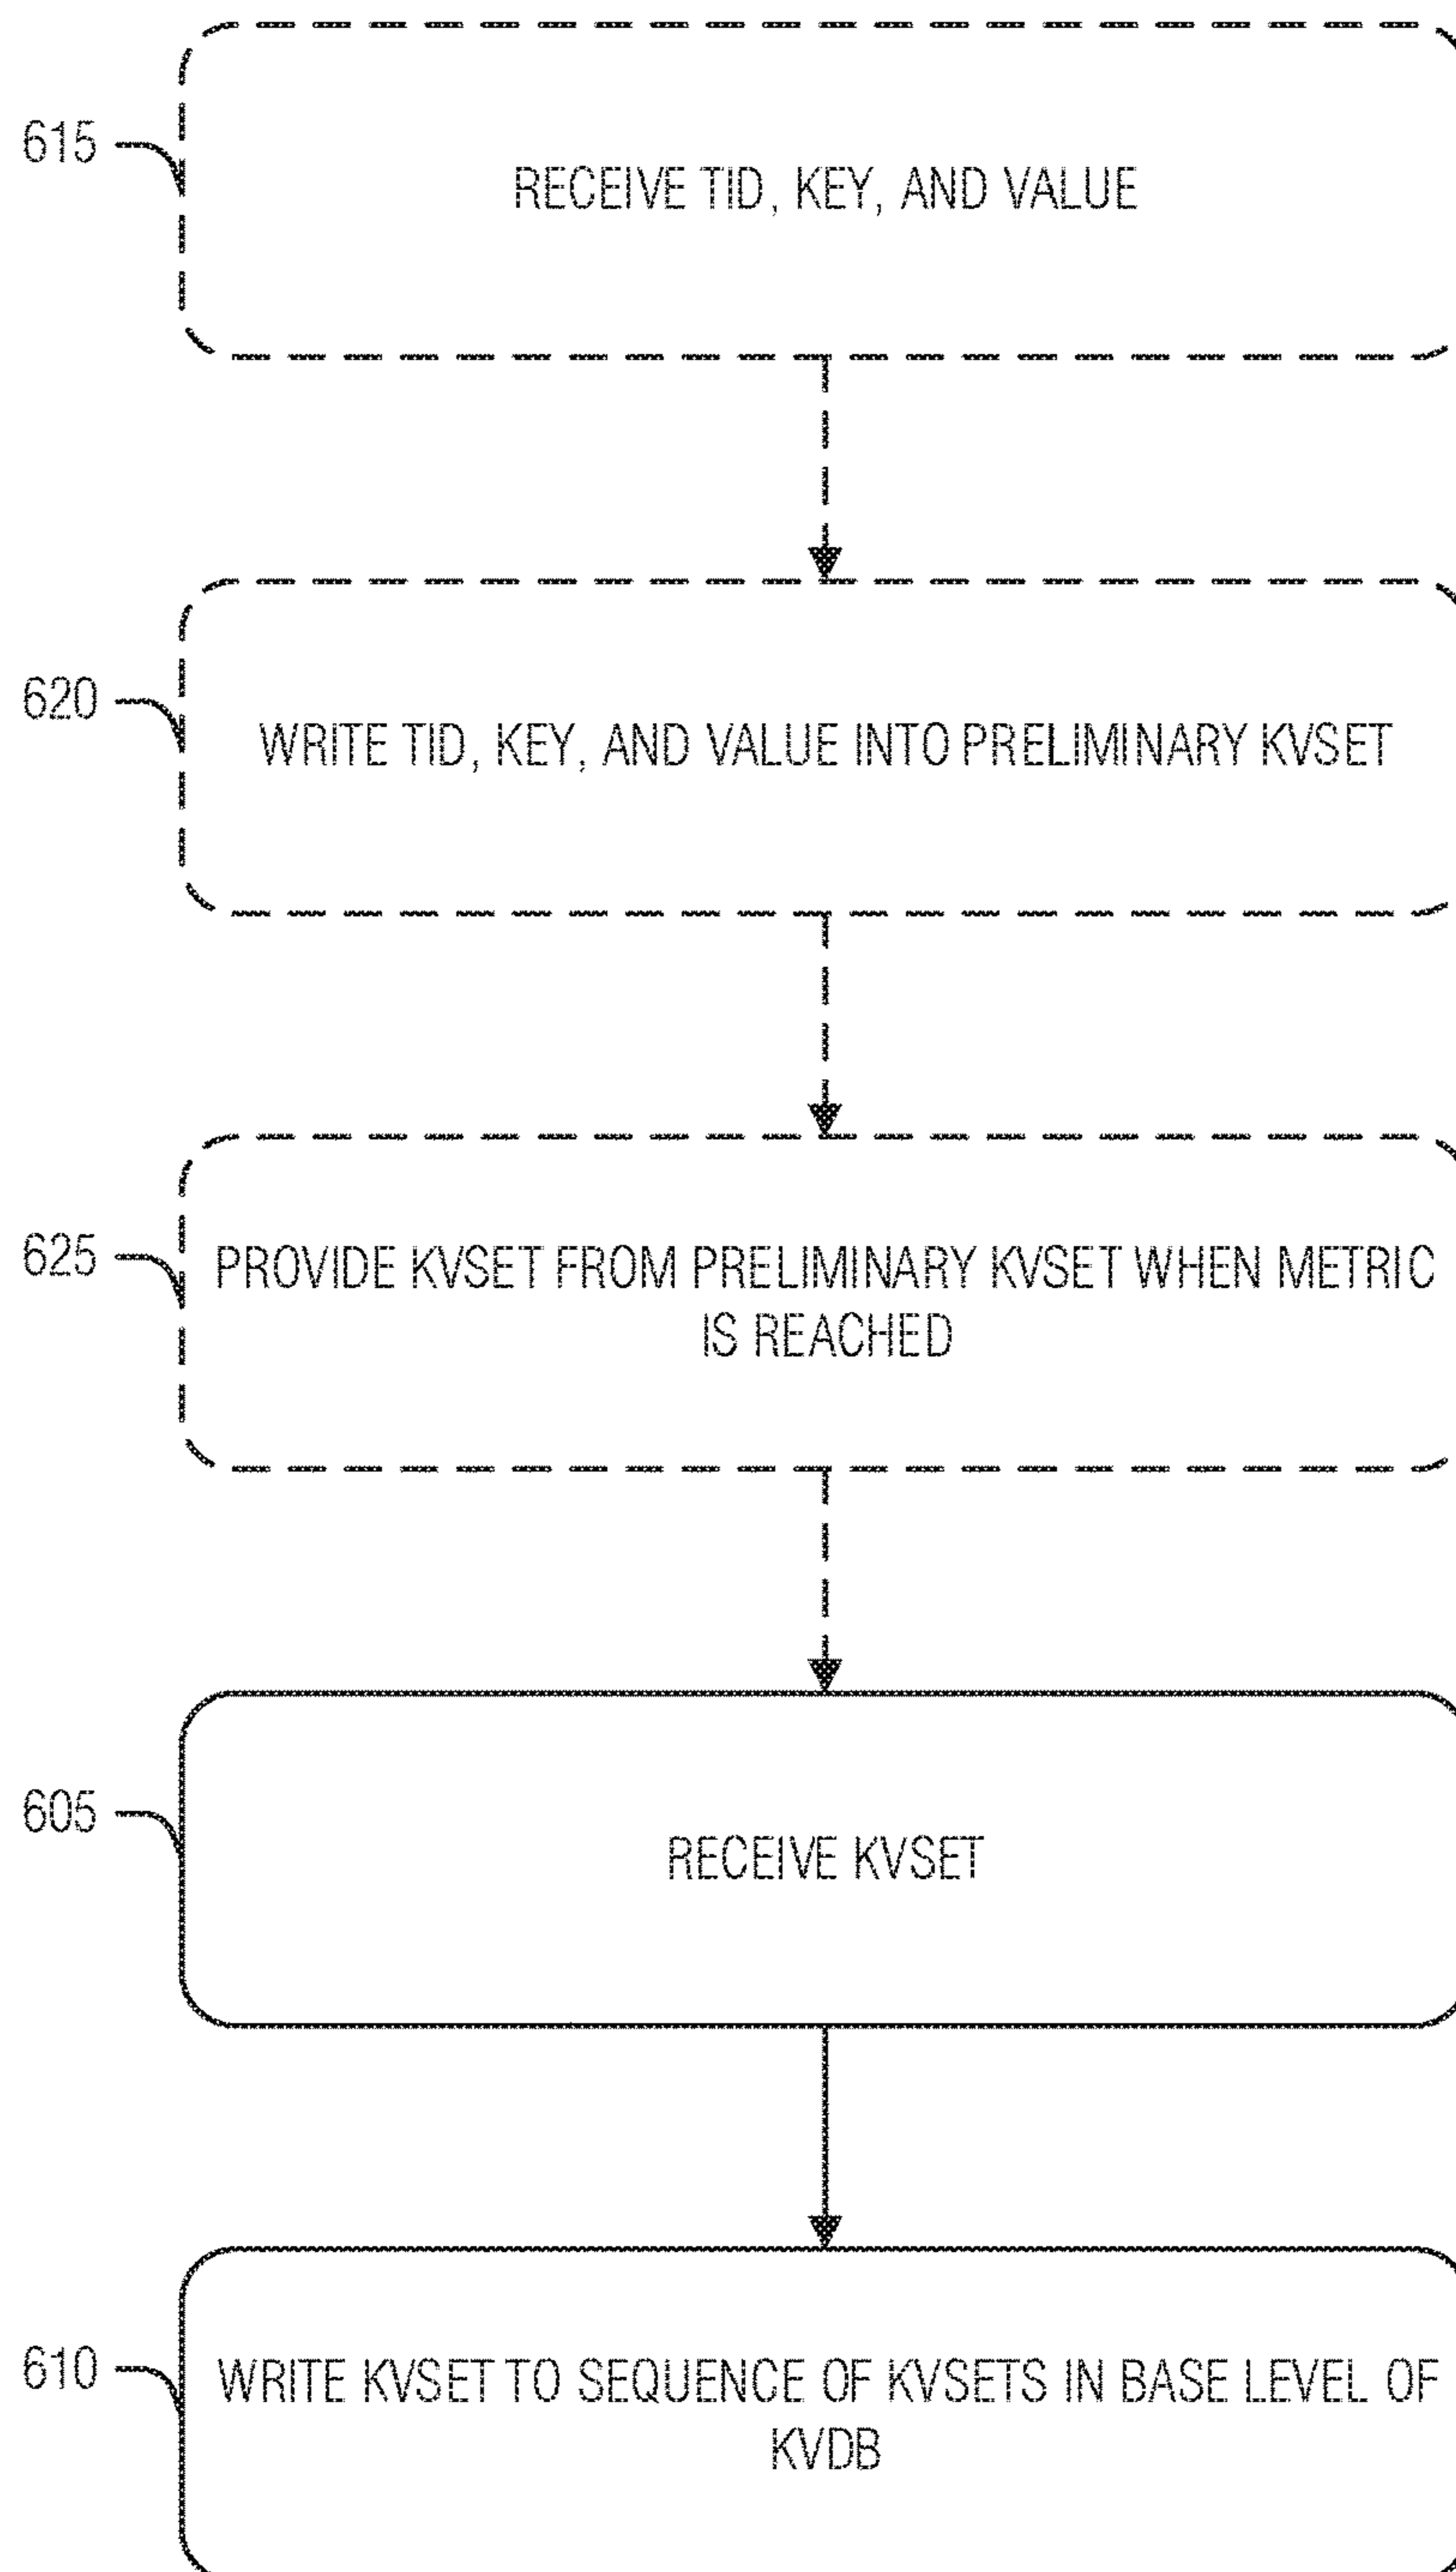 615
RECEIVE TID, KEY, AND VALUE
620
WRITE TID, KEY, AND VALUE INTO PRELIMINARY KVSET
625
PROVIDE KVSET FROM PRELIMINARY KVSET WHEN METRIC
IS REACHED
605
RECEIVE KVSET
610
WRITE KVSET TO SEQUENCE OF KVSETS IN BASE LEVEL OF
KVDB